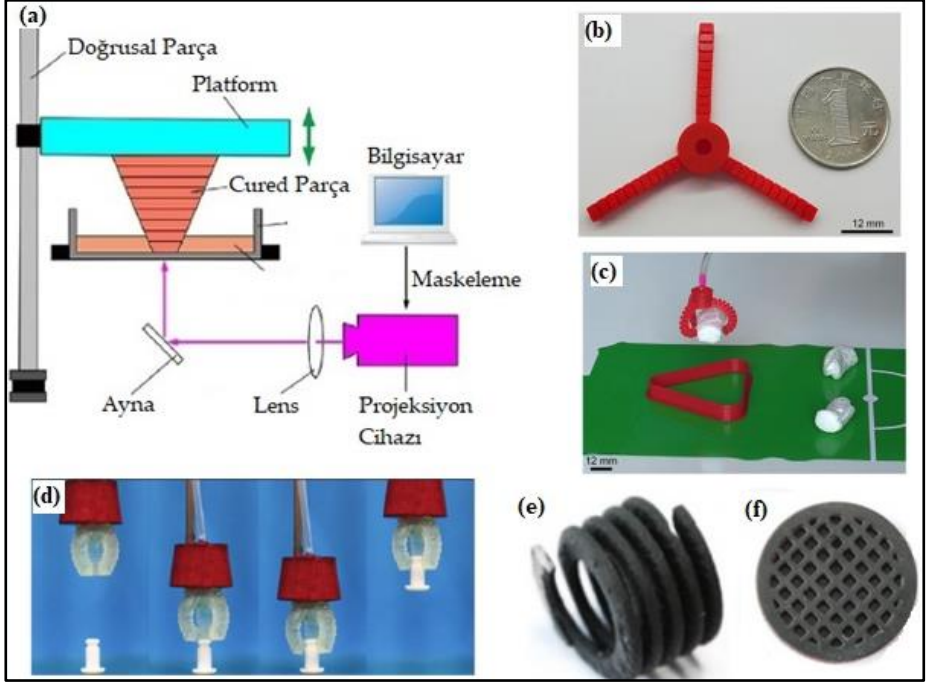 (a)
Doğrusal Parça
Platform
Cured Parça
Bilgisayar
Maskeleme
Ayna
Lens
Projeksiyon
Cihazı
(b)
12 mm
(c)
12 mm
(d)
(e)
(f)